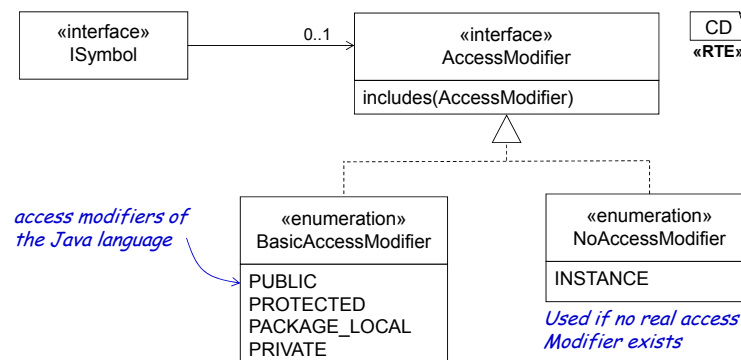 «interface»
ISymbol
0..1
«interface»
AccessModifier
includes(AccessModifier)
CD
«RTE»
access modifiers of
the Java language
«enumeration»
BasicAccessModifier
PUBLIC
PROTECTED
PACKAGE_LOCAL
PRIVATE
«enumeration»
NoAccessModifier
INSTANCE
Used if no real access
Modifier exists